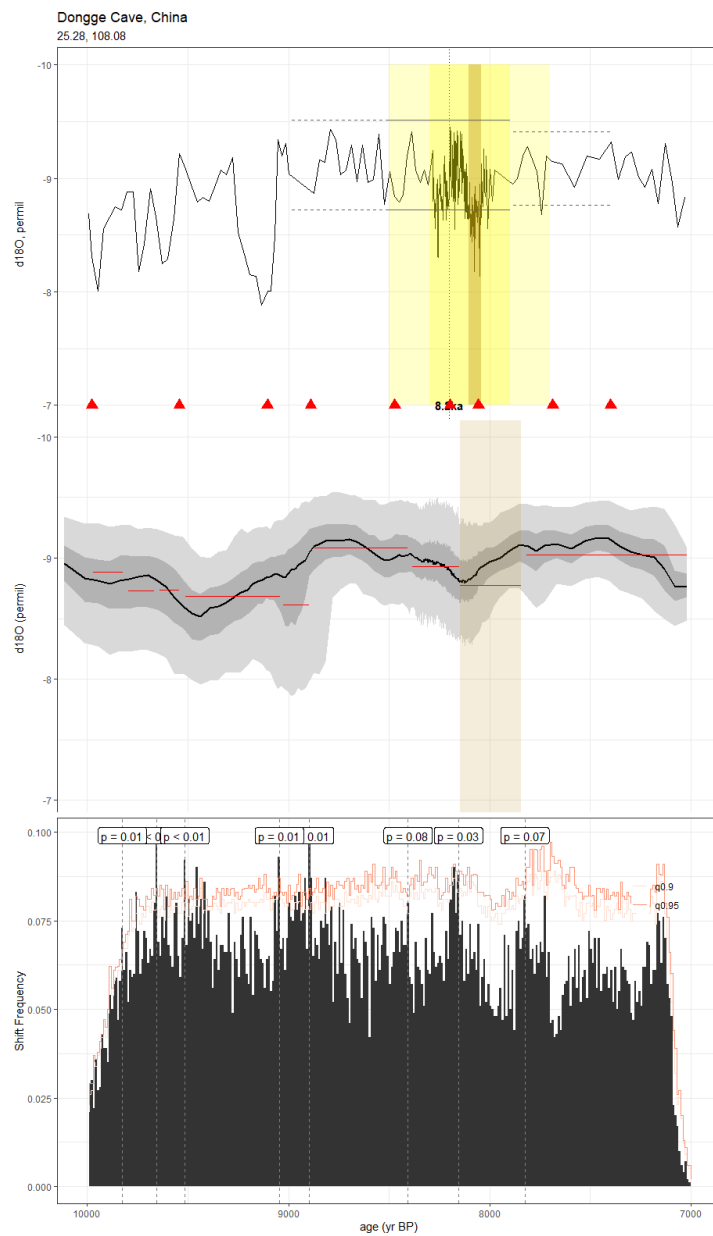 Dongge Cave, China
25.28, 108.08
-10
-9
-8
-7
d18O, permil
8.2ka
-10
-9
-8
-7
d18O (permil)
p = 0.01
p < 0.01
p = 0.01
0.01
p = 0.08
p = 0.03
p = 0.07
0.100
0.075
0.050
0.025
0.000
Shift Frequency
q0.9
q0.95
10000
9000
8000
7000
age (yr BP)